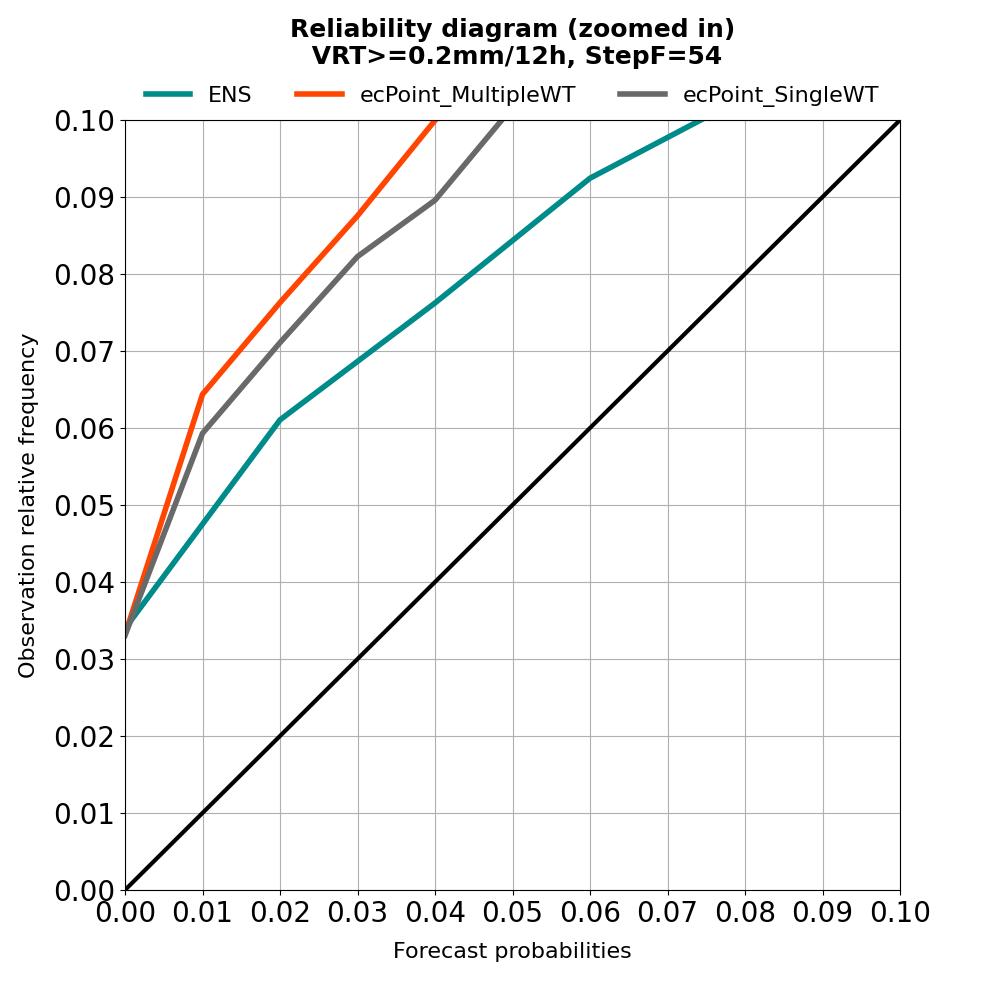 Reliability diagram (zoomed in)
VRT>=0.2mm/12h, StepF=54
ENS ecPoint_MultipleWT ecPoint_SingleWT
0.10
0.09
0.08
0.07
0.06
0.05
0.04
0.03
0.02
0.01
0.00
Observation relative frequency
0.00 0.01 0.02 0.03 0.04 0.05 0.06 0.07 0.08 0.09 0.10
Forecast probabilities